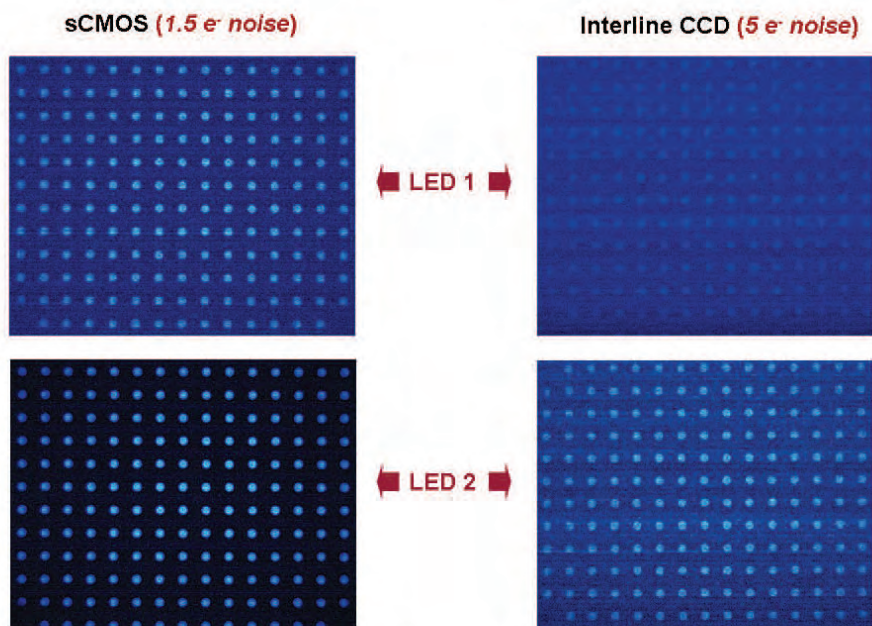 sCMOS (1.5 e- noise)
Interline CCD (5 e- noise)
LED 1
LED 2